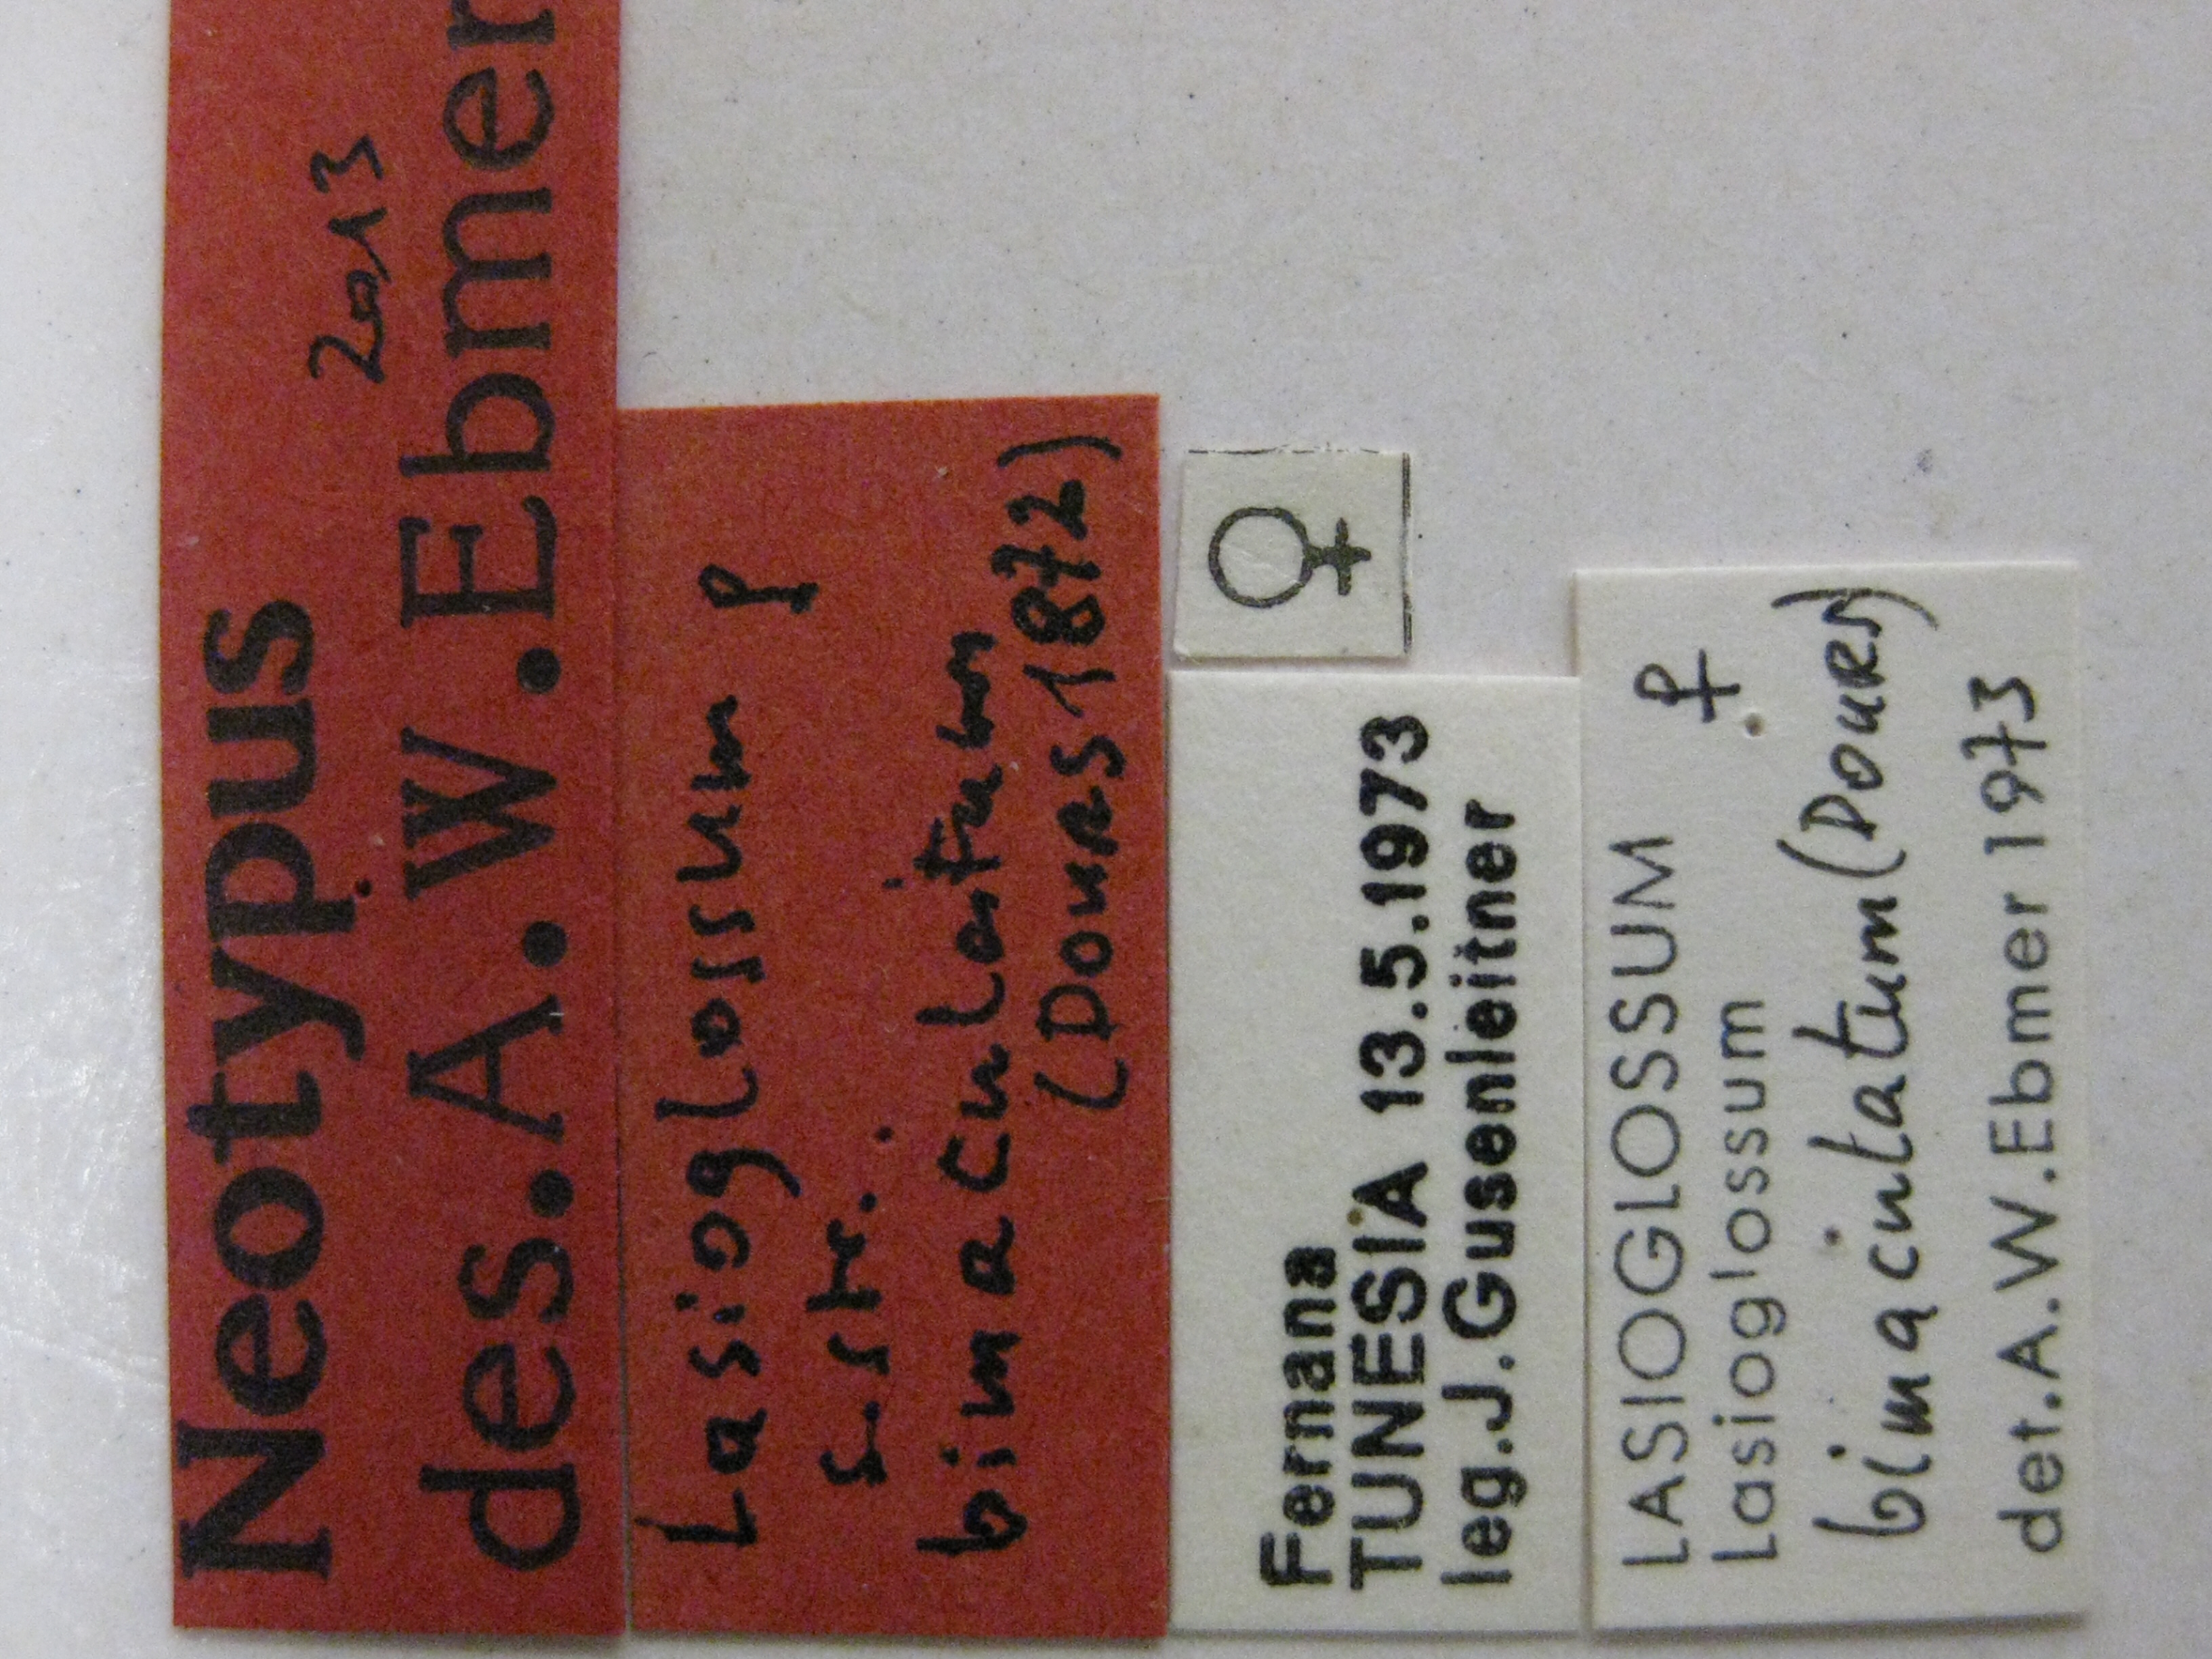 Neotypus
2013
des.A.W.Ebmer
Lasioglossum ♀
s.str.
bimaculatum
(Dours 1872)
♀
Fernana
TUNESIA 13.5.1973
leg.J.Gusenleitner
LASIOGLOSSUM
Lasioglossum ♀
bimaculatum (Dours)
det.A.W.Ebmer 1973